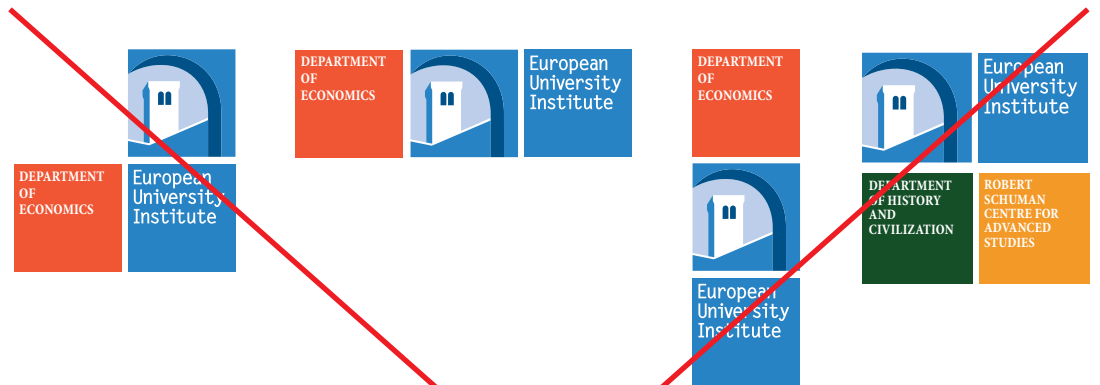 DEPARTMENT
OF
ECONOMICS
European
University
Institute
DEPARTMENT
OF
ECONOMICS
European
University
Institute
DEPARTMENT
OF
ECONOMICS
European
University
Institute
European
University
Institute
DEPARTMENT
OF HISTORY
AND
CIVILIZATION
ROBERT
SCHUMAN
CENTRE FOR
ADVANCED
STUDIES